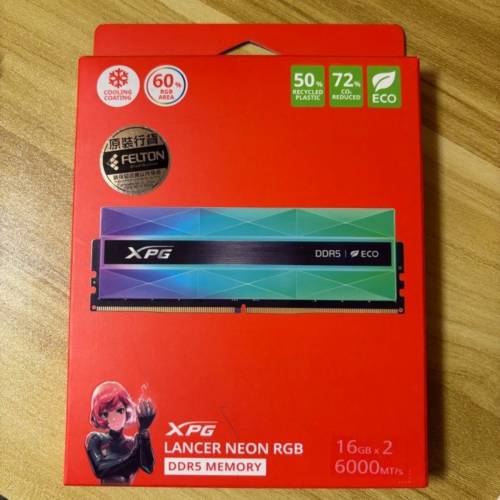 COOLING
COATING
60%
RGB
AREA
50%
RECYCLED
PLASTIC
72%
CO₂
REDUCED
ECO
原裝行貨
FELTON
XPG
DDR5 | ECO
XPG
LANCER NEON RGB
DDR5 MEMORY
16GB x 2
6000MT/s